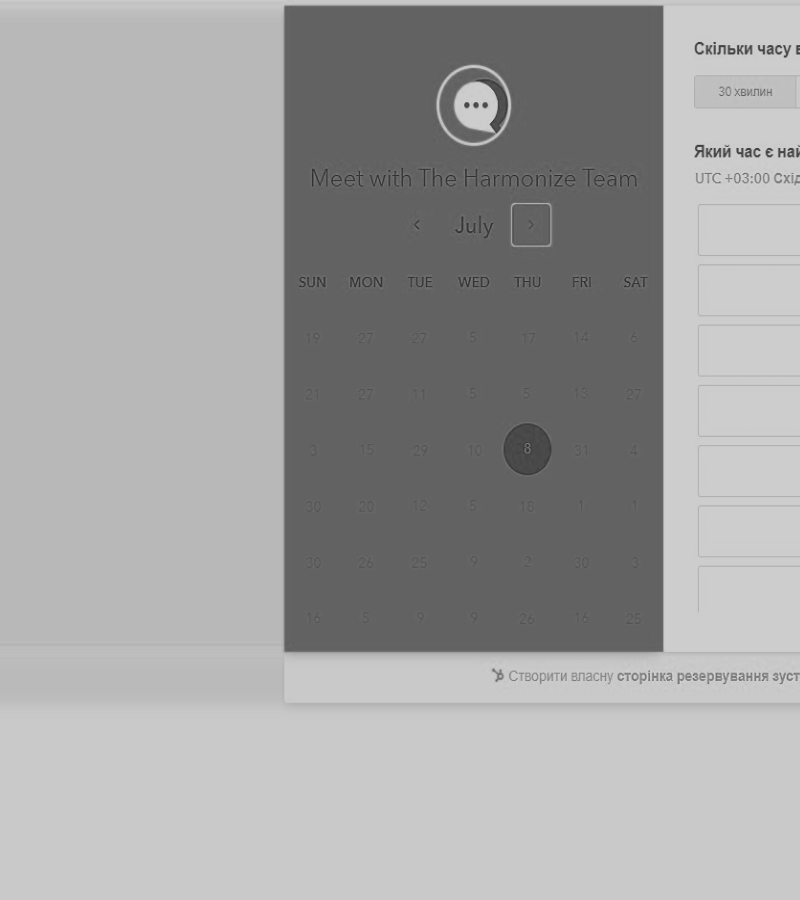 Meet with The Harmonize Team
July
SUN MON TUE WED THU FRI SAT
19 27 27 5 17 14 6
21 27 11 5 5 13 27
3 15 29 10 8 31 4
30 20 12 5 18 1 1
30 26 25 9 2 30 3
16 5 9 9 26 16 25
Скільки часу в
30 хвилин
Який час є най
UTC +03:00 Схід
Створити власну сторінка резервування зуст